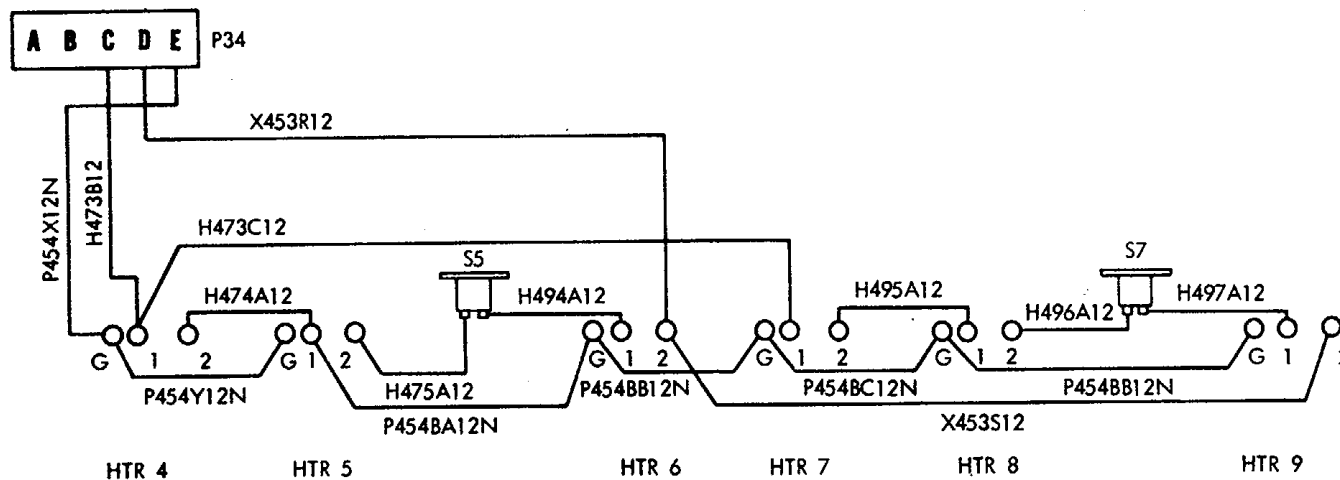 A B C D E P34
X453R12
P454X12N
H473B12
H473C12
S5
S7
H474A12
H494A12
H495A12
H496A12
H497A12
G 1 2 G 1 2 G 1 2 G 1 2 G 1 2 G 1
P454Y12N
H475A12
P454BB12N
P454BC12N
P454BB12N
P454BA12N
X453S12
HTR 4 HTR 5 HTR 6 HTR 7 HTR 8 HTR 9